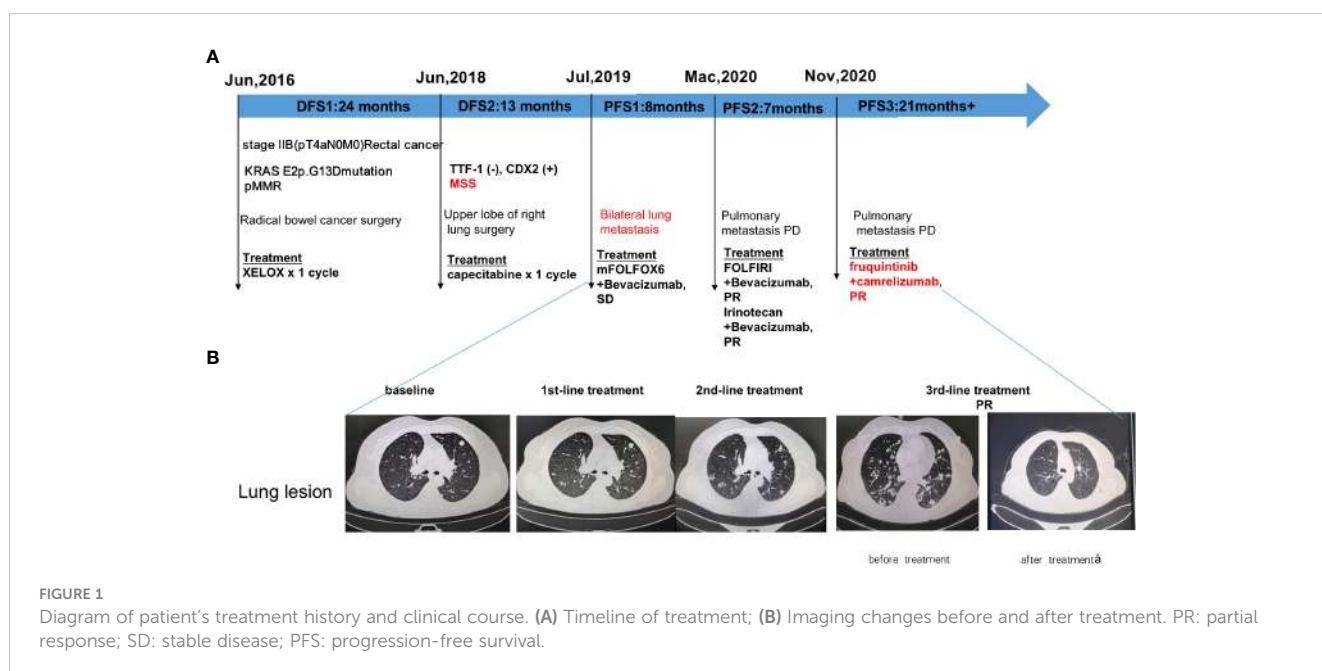 A
Jun,2016 Jun,2018 Jul,2019 Mac,2020 Nov,2020
DFS1:24 months DFS2:13 months PFS1:8months PFS2:7months PFS3:21months+
stage IIB(pT4aN0M0)Rectal cancer
KRAS E2p.G13Dmutation
pMMR
Radical bowel cancer surgery
Treatment
XELOX x 1 cycle
TTF-1 (-), CDX2 (+)
MSS
Upper lobe of right
lung surgery
Treatment
capecitabine x 1 cycle
Bilateral lung
metastasis
Treatment
mFOLFOX6
+Bevacizumab,
SD
Pulmonary
metastasis PD
Treatment
FOLFIRI
+Bevacizumab,
PR
Irinotecan
+Bevacizumab,
PR
Pulmonary
metastasis PD
Treatment
fruquintinib
+camrelizumab,
PR
B
baseline 1st-line treatment 2nd-line treatment 3rd-line treatment
PR
Lung lesion
before treatment after treatmentå
FIGURE 1
Diagram of patient's treatment history and clinical course. (A) Timeline of treatment; (B) Imaging changes before and after treatment. PR: partial
response; SD: stable disease; PFS: progression-free survival.